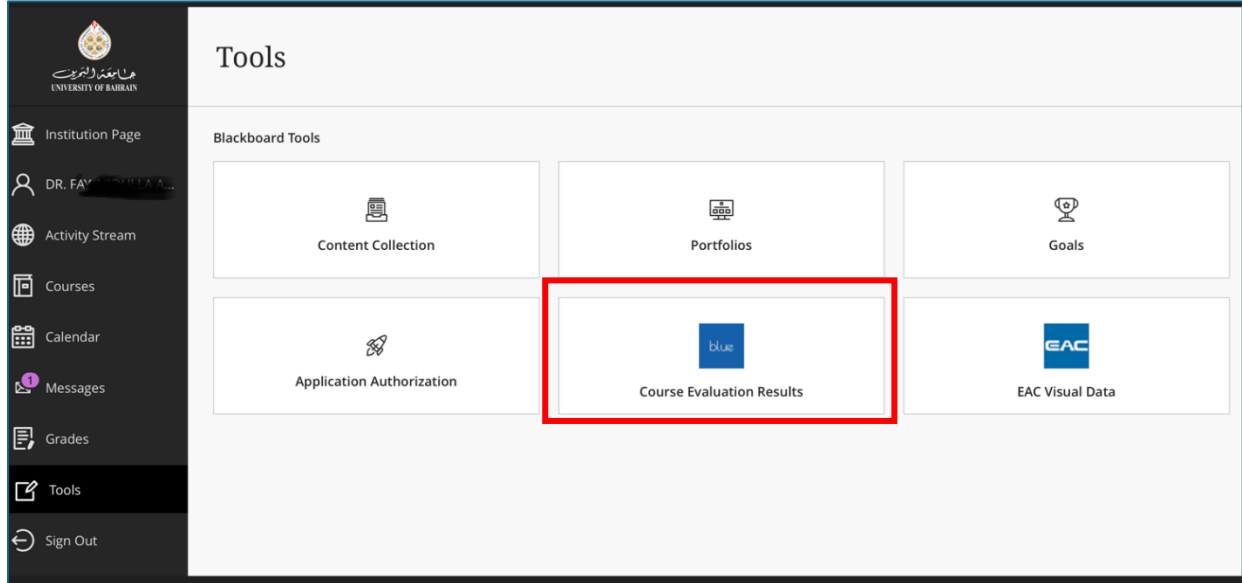 جامعة البحرين
UNIVERSITY OF BAHRAIN
Tools
Institution Page
DR. FAY
Activity Stream
Courses
Calendar
1
Messages
Grades
Tools
Sign Out
Blackboard Tools
Content Collection
Portfolios
Goals
Application Authorization
blue
Course Evaluation Results
EAC
EAC Visual Data